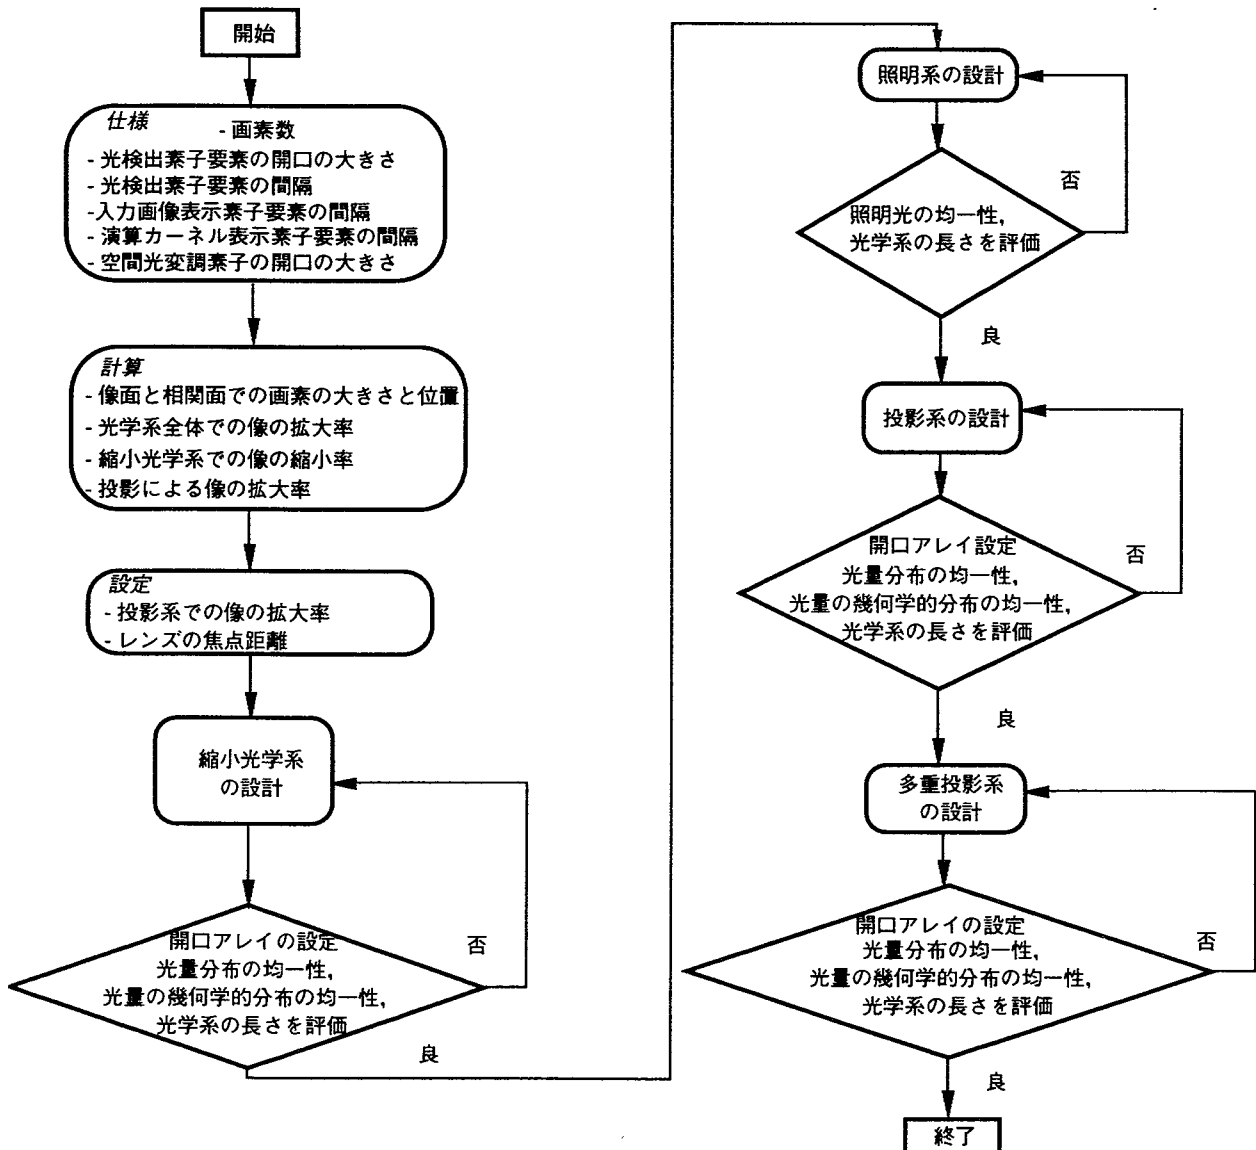 開始
仕様
- 画素数
- 光検出素子要素の開口の大きさ
- 光検出素子要素の間隔
-入力画像表示素子要素の間隔
- 演算カーネル表示素子要素の間隔
- 空間光変調素子の開口の大きさ
計算
- 像面と相関面での画素の大きさと位置
- 光学系全体での像の拡大率
- 縮小光学系での像の縮小率
- 投影による像の拡大率
設定
- 投影系での像の拡大率
- レンズの焦点距離
縮小光学系
の設計
開口アレイの設定
光量分布の均一性,
光量の幾何学的分布の均一性,
光学系の長さを評価
否
良
照明系の設計
照明光の均一性,
光学系の長さを評価
否
良
投影系の設計
開口アレイ設定
光量分布の均一性,
光量の幾何学的分布の均一性,
光学系の長さを評価
否
良
多重投影系
の設計
開口アレイの設定
光量分布の均一性,
光量の幾何学的分布の均一性,
光学系の長さを評価
否
良
終了